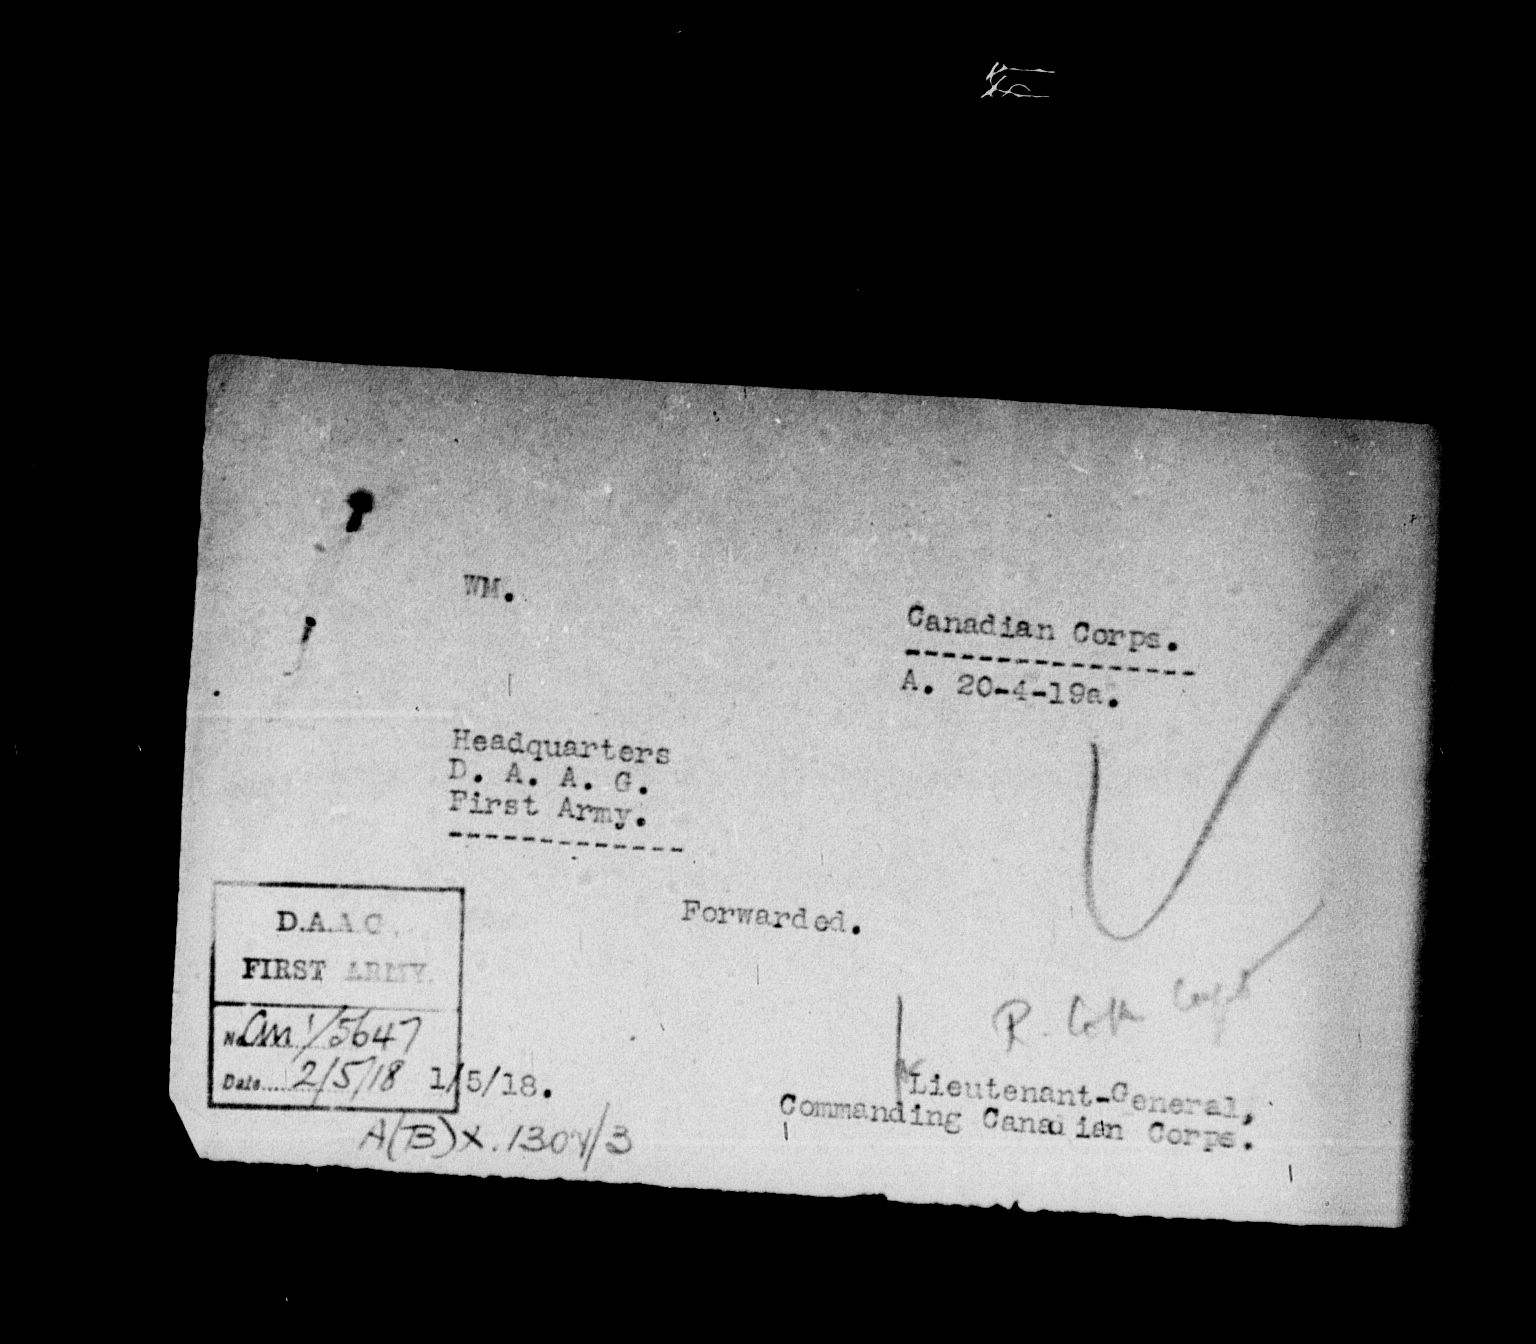 WM.
Canadian Corps.
A. 20-4-19a.
Headquarters
D. A. A. G.
First Army.
Forwarded.
D.A.A.G.
FIRST ARMY.
No. 1/5647
Date 2/5/18
1/5/18.
R.
Lieutenant-General,
Commanding Canadian Corps.
A(B)X.1304/3